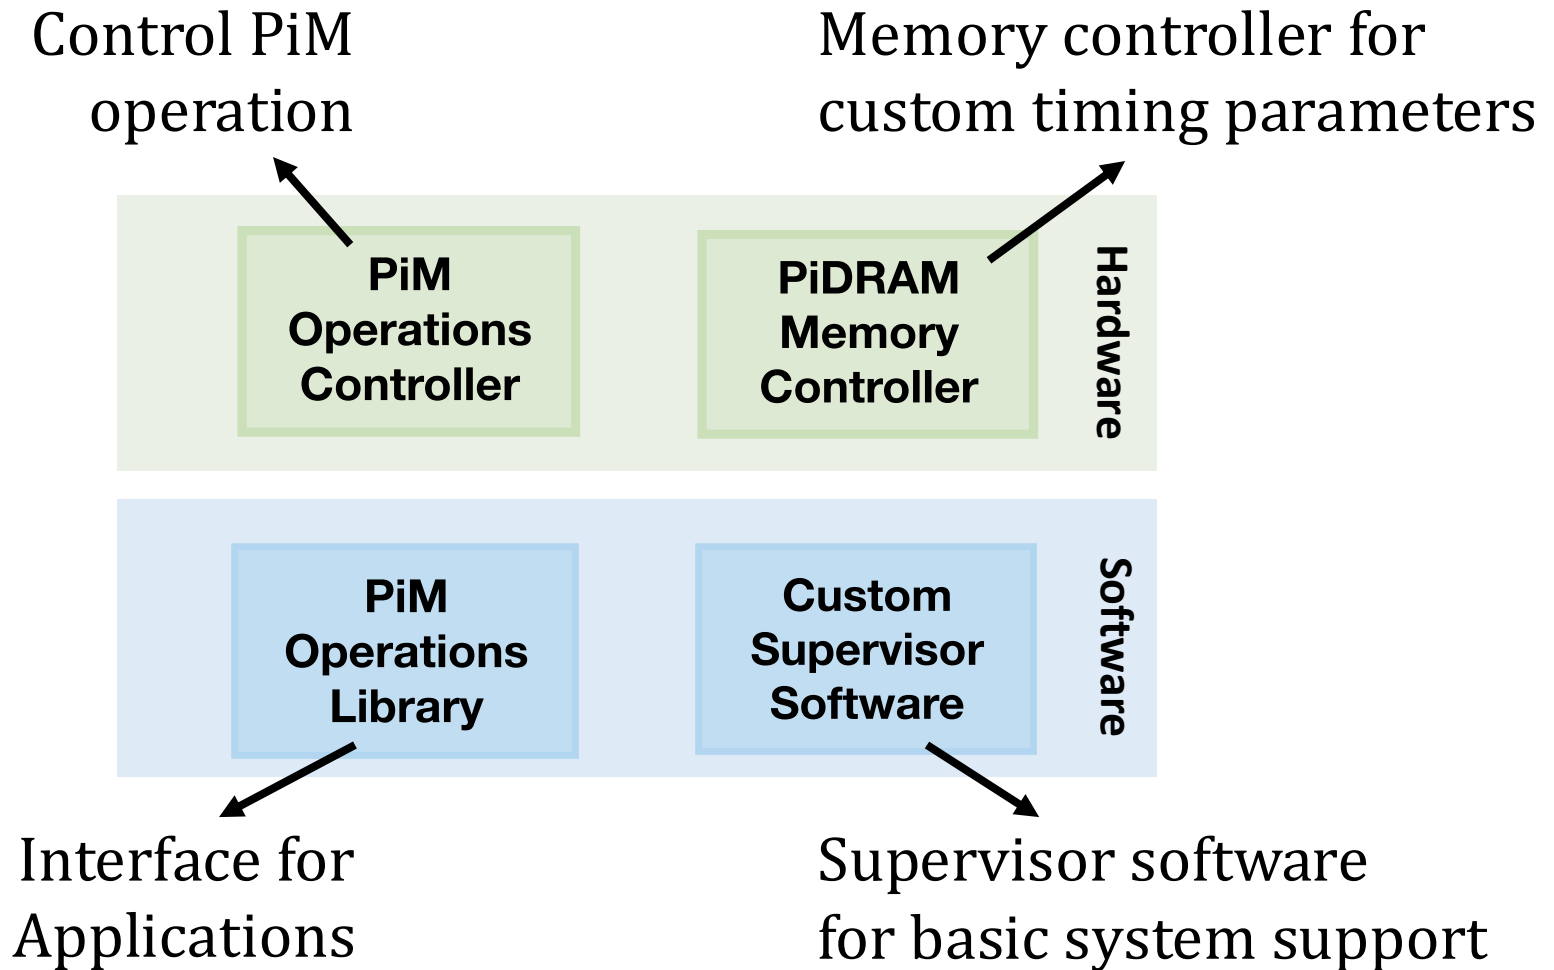 Control PiM
operation
Memory controller for
custom timing parameters
PiM
Operations
Controller
PiDRAM
Memory
Controller
Hardware
PiM
Operations
Library
Custom
Supervisor
Software
Software
Interface for
Applications
Supervisor software
for basic system support